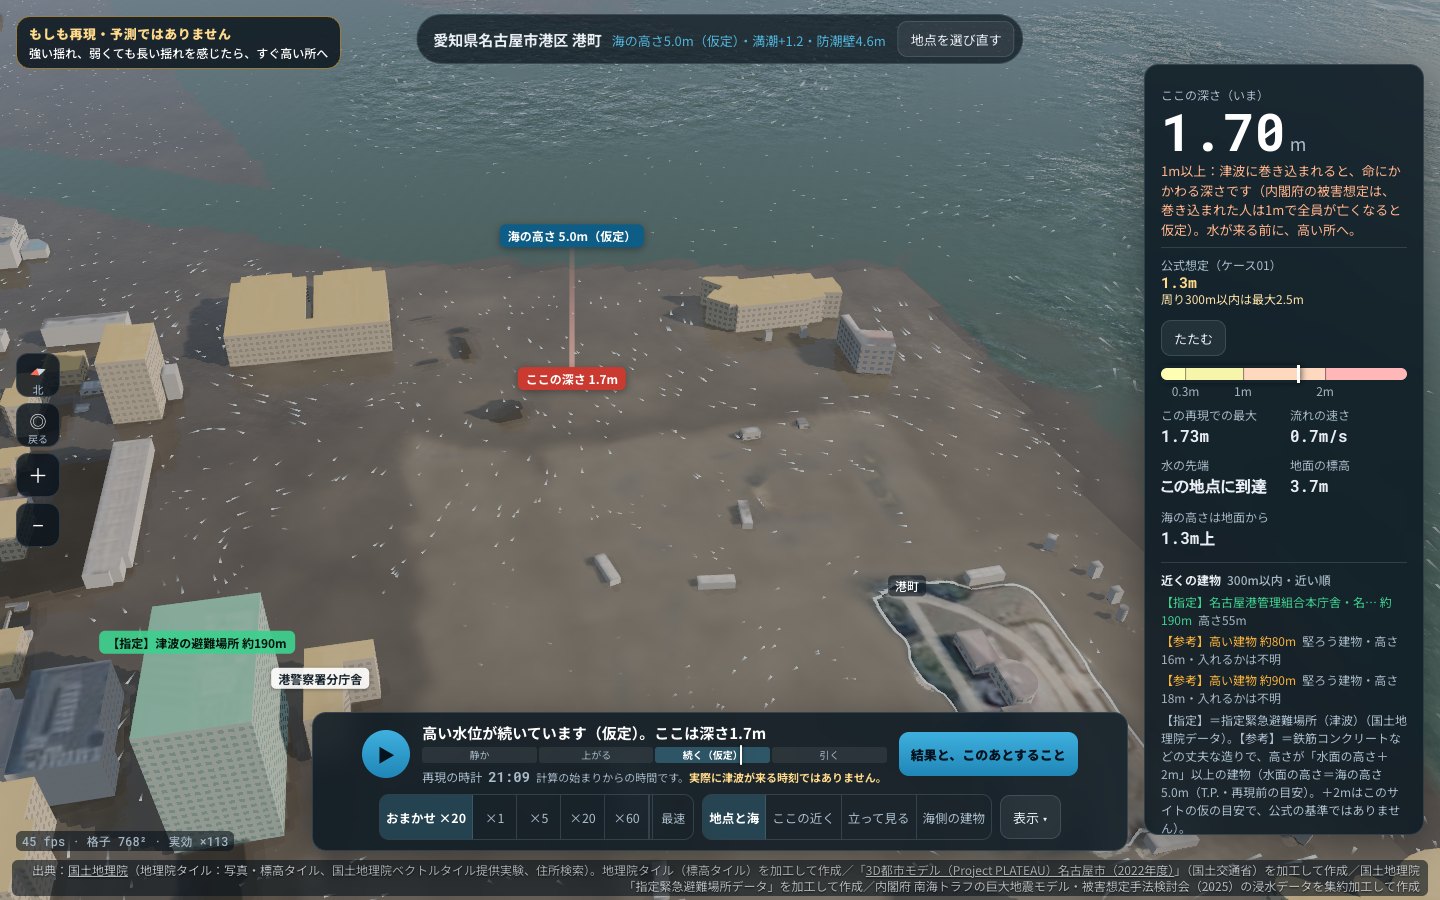 もしも再現・予測ではありません
強い揺れ、弱くても長い揺れを感じたら、すぐ高い所へ
愛知県名古屋市港区 港町 海の高さ5.0m（仮定）・満潮+1.2・防潮壁4.6m 地点を選び直す
ここの深さ（いま）
1.70 m
1m以上：津波に巻き込まれると、命にか
かわる深さです（内閣府の被害想定は、
巻き込まれた人は1mで全員が亡くなると
仮定）。水が来る前に、高い所へ。
公式想定（ケース01）
1.3m
周り300m以内は最大2.5m
たたむ
0.3m 1m 2m
この再現での最大 流れの速さ
1.73m 0.7m/s
水の先端 地面の標高
この地点に到達 3.7m
海の高さは地面から
1.3m上
近くの建物 300m以内・近い順
【指定】名古屋港管理組合本庁舎・名… 約
190m 高さ55m
【参考】高い建物 約80m 堅ろう建物・高さ
16m・入れるかは不明
【参考】高い建物 約90m 堅ろう建物・高さ
18m・入れるかは不明
【指定】＝指定緊急避難場所（津波）（国土地
理院データ）。【参考】＝鉄筋コンクリートな
どの丈夫な造りで、高さが「水面の高さ＋
2m」以上の建物（水面の高さ＝海の高さ
5.0m（T.P.・再現前の目安）。＋2mはこのサ
イトの仮の目安で、公式の基準ではありませ
ん）。
海の高さ 5.0m（仮定）
ここの深さ 1.7m
北
戻る
+
−
港町
【指定】津波の避難場所 約190m
港警察署分庁舎
高い水位が続いています（仮定）。ここは深さ1.7m
静か 上がる 続く（仮定） 引く
再現の時計 21:09 計算の始まりからの時間です。実際に津波が来る時刻ではありません。
結果と、このあとすること
おまかせ ×20 ×1 ×5 ×20 ×60 最速 地点と海 ここの近く 立って見る 海側の建物 表示▾
45 fps · 格子 768² · 実効 ×113
出典：国土地理院（地理院タイル：写真・標高タイル、国土地理院ベクトルタイル提供実験、住所検索）。地理院タイル（標高タイル）を加工して作成／「3D都市モデル（Project PLATEAU）名古屋市（2022年度）」（国土交通省）を加工して作成／国土地理院
「指定緊急避難場所データ」を加工して作成／内閣府 南海トラフの巨大地震モデル・被害想定手法検討会（2025）の浸水データを集約加工して作成